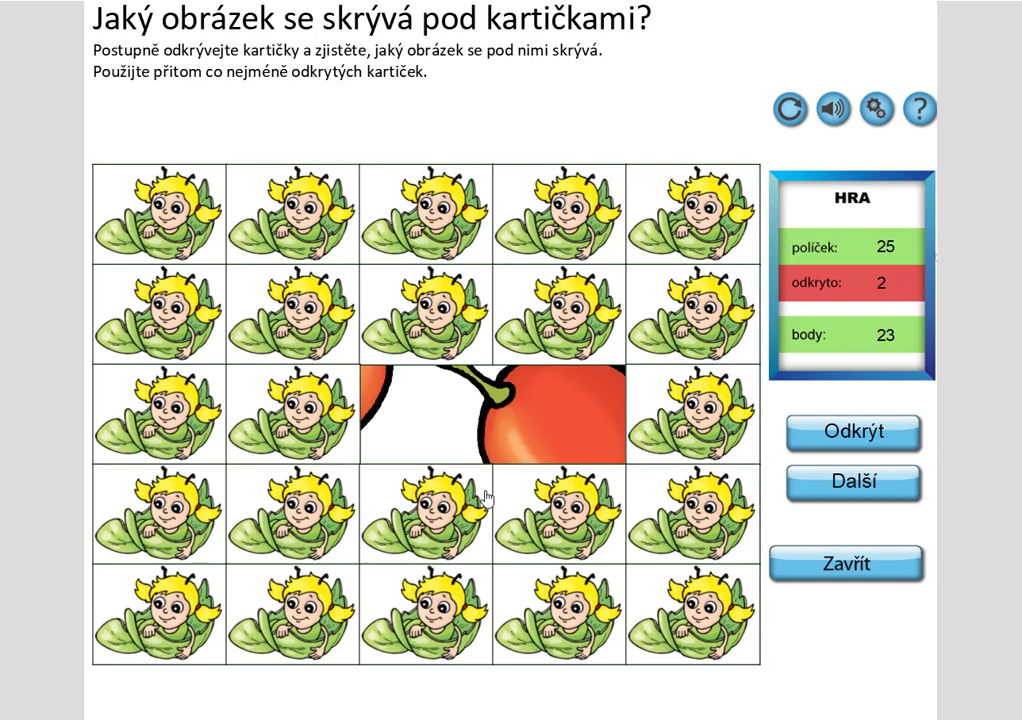 Jaký obrázek se skrývá pod kartičkami?
Postupně odkrývejte kartičky a zjistěte, jaký obrázek se pod nimi skrývá.
Použijte přitom co nejméně odkrytých kartiček.
?
HRA
políček: 25
odkryto: 2
body: 23
Odkrýt
Další
Zavřít